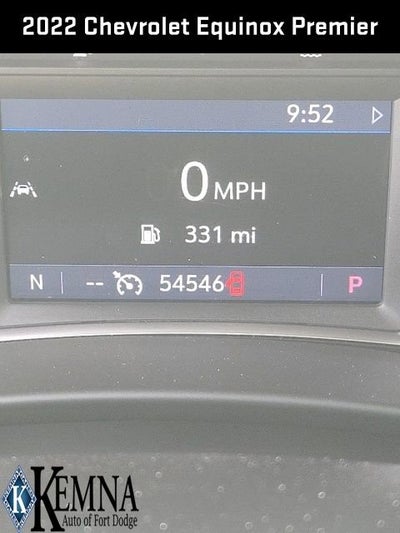 2022 Chevrolet Equinox Premier
9:52
0 MPH
331 mi
N -- 54546 P
KEMNA
Auto of Fort Dodge